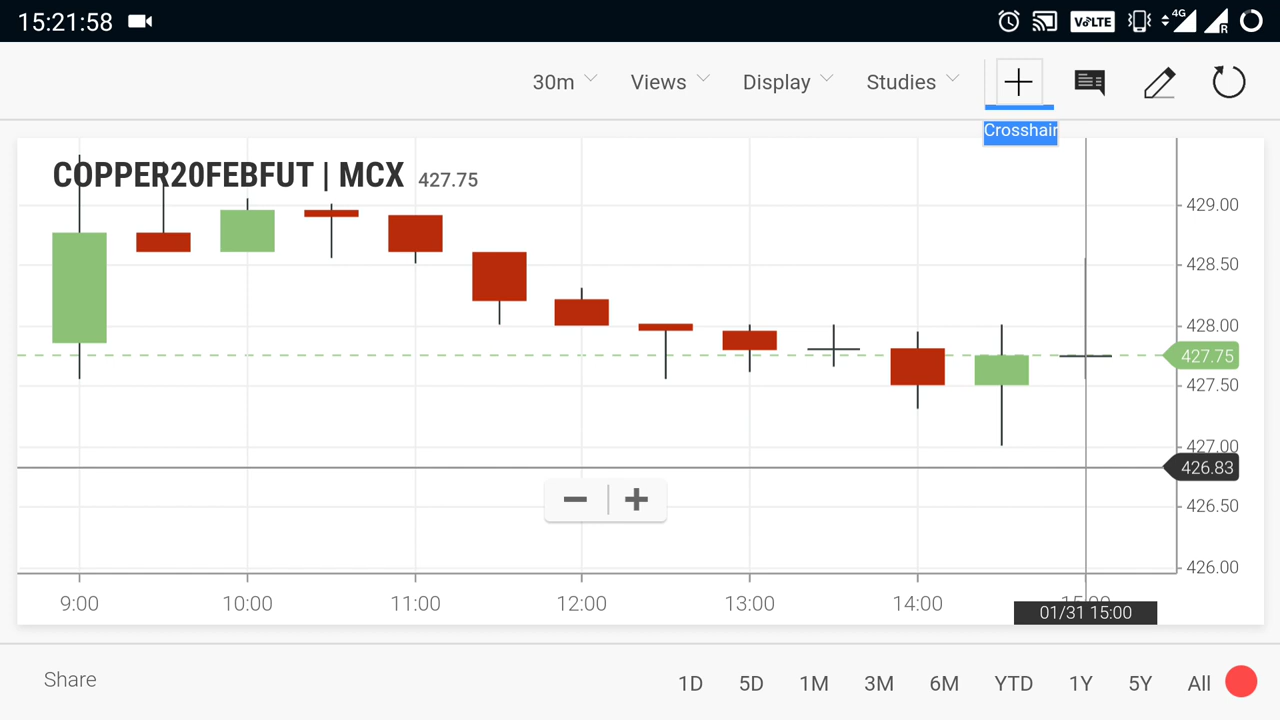 15:21:58 VoLTE 4G R
30m Views Display Studies
Crosshair
COPPER20FEBFUT | MCX 427.75
429.00
428.50
428.00
427.75
427.50
427.00
426.83
426.50
426.00
9:00 10:00 11:00 12:00 13:00 14:00 15:00
01/31 15:00
Share 1D 5D 1M 3M 6M YTD 1Y 5Y All